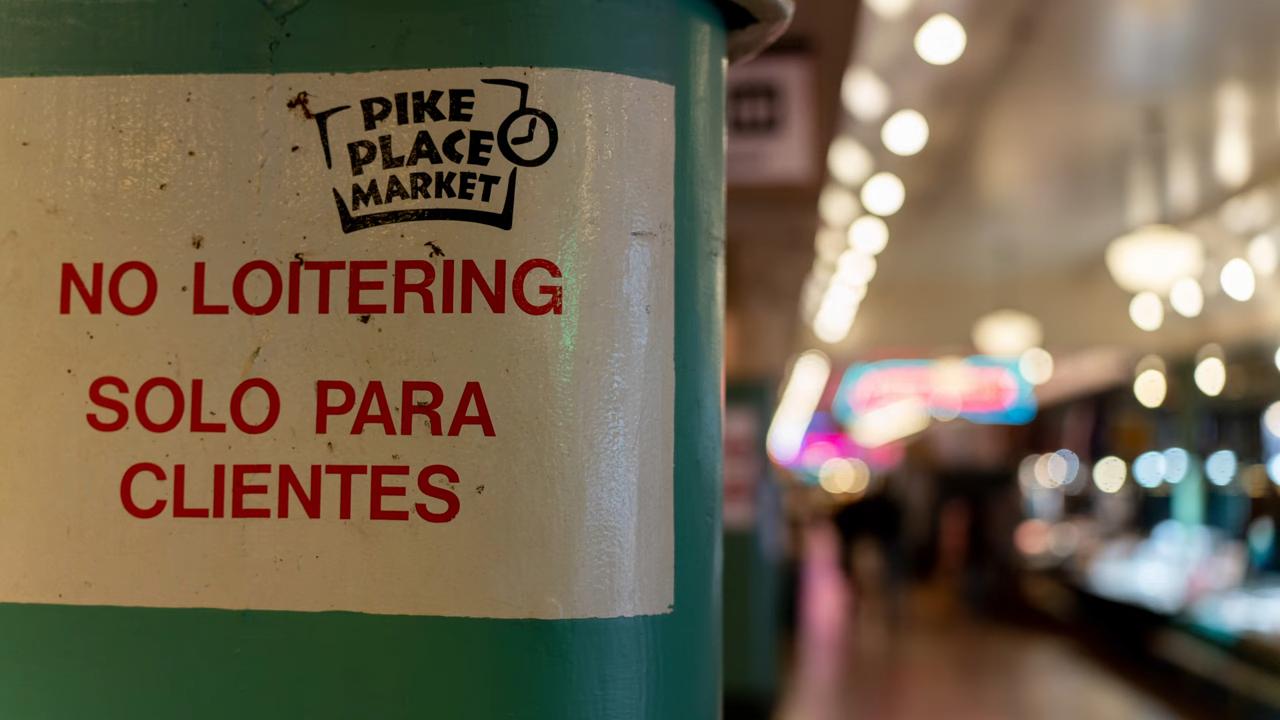 PIKE
PLACE
MARKET
NO LOITERING
SOLO PARA
CLIENTES